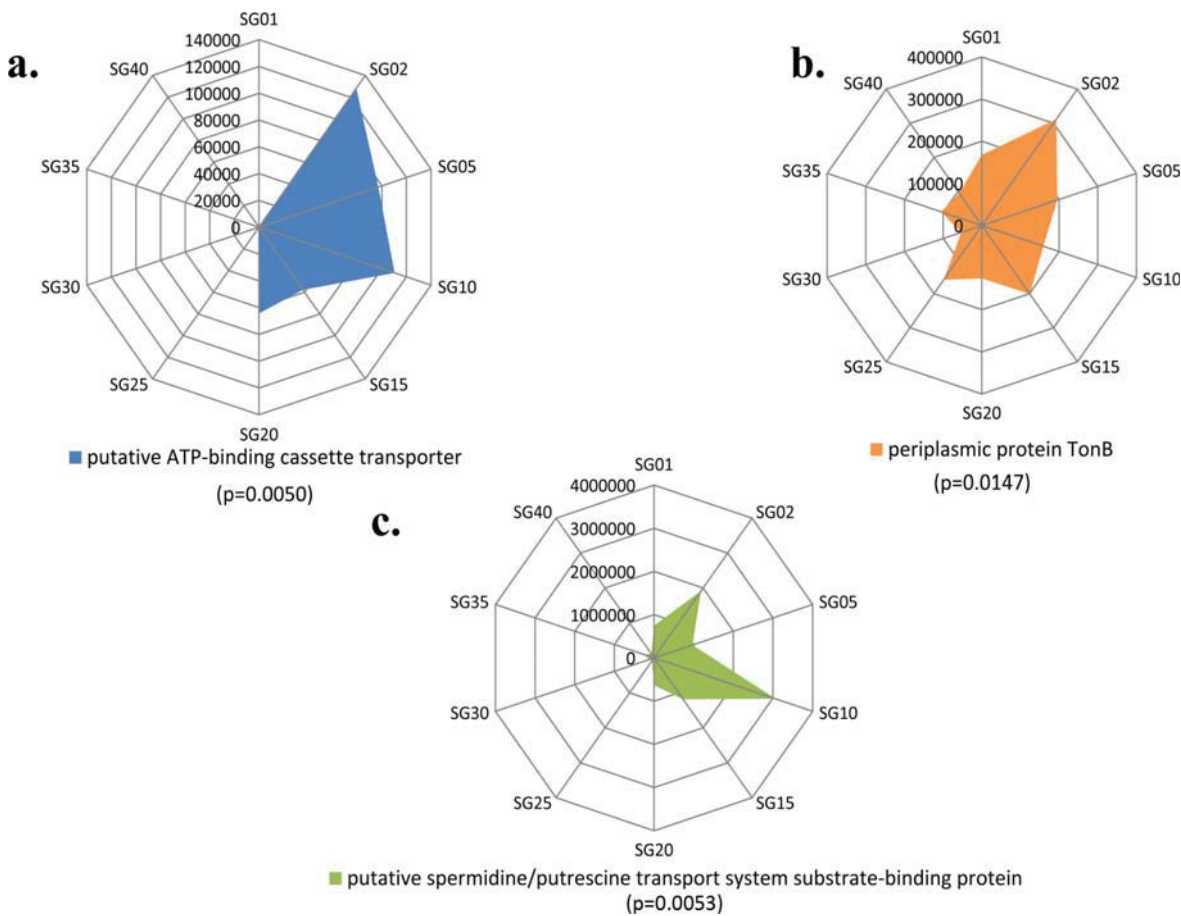 a.
SG01
140000
120000
100000
80000
60000
40000
20000
0
SG02
SG05
SG10
SG15
SG20
SG25
SG30
SG35
SG40
putative ATP-binding cassette transporter
(p=0.0050)
b.
SG01
400000
300000
200000
100000
0
SG02
SG05
SG10
SG15
SG20
SG25
SG30
SG35
SG40
periplasmic protein TonB
(p=0.0147)
c.
SG01
4000000
3000000
2000000
1000000
0
SG02
SG05
SG10
SG15
SG20
SG25
SG30
SG35
SG40
putative spermidine/putrescine transport system substrate-binding protein
(p=0.0053)